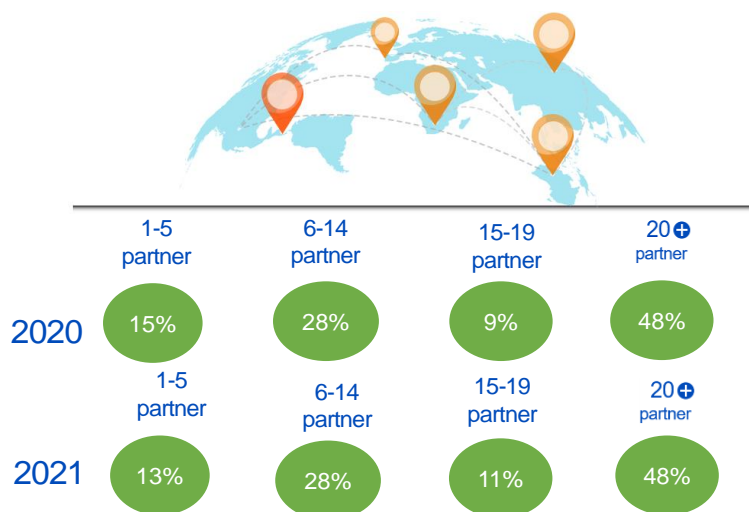 1-5
partner
6-14
partner
15-19
partner
20+
partner
2020
15%
28%
9%
48%
1-5
partner
6-14
partner
15-19
partner
20+
partner
2021
13%
28%
11%
48%